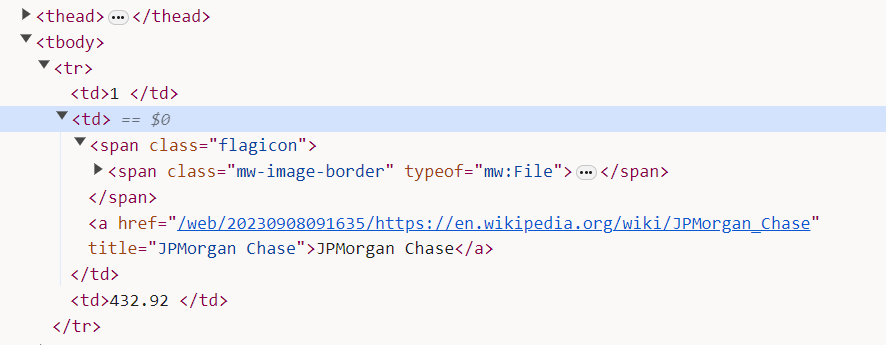 <thead> ••• </thead>
<tbody>
<tr>
<td>1 </td>
<td> == $0
<span class="flagicon">
<span class="mw-image-border" typeof="mw:File"> ••• </span>
</span>
<a href="/web/20230908091635/https://en.wikipedia.org/wiki/JPMorgan_Chase"
title="JPMorgan Chase">JPMorgan Chase</a>
</td>
<td>432.92 </td>
</tr>